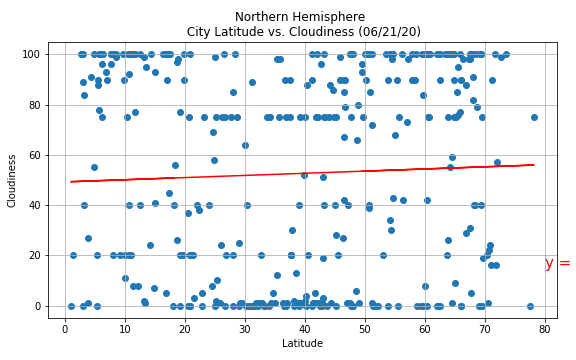 Northern Hemisphere
City Latitude vs. Cloudiness (06/21/20)
100
80
60
40
20
0
Cloudiness
y =
0 10 20 30 40 50 60 70 80
Latitude